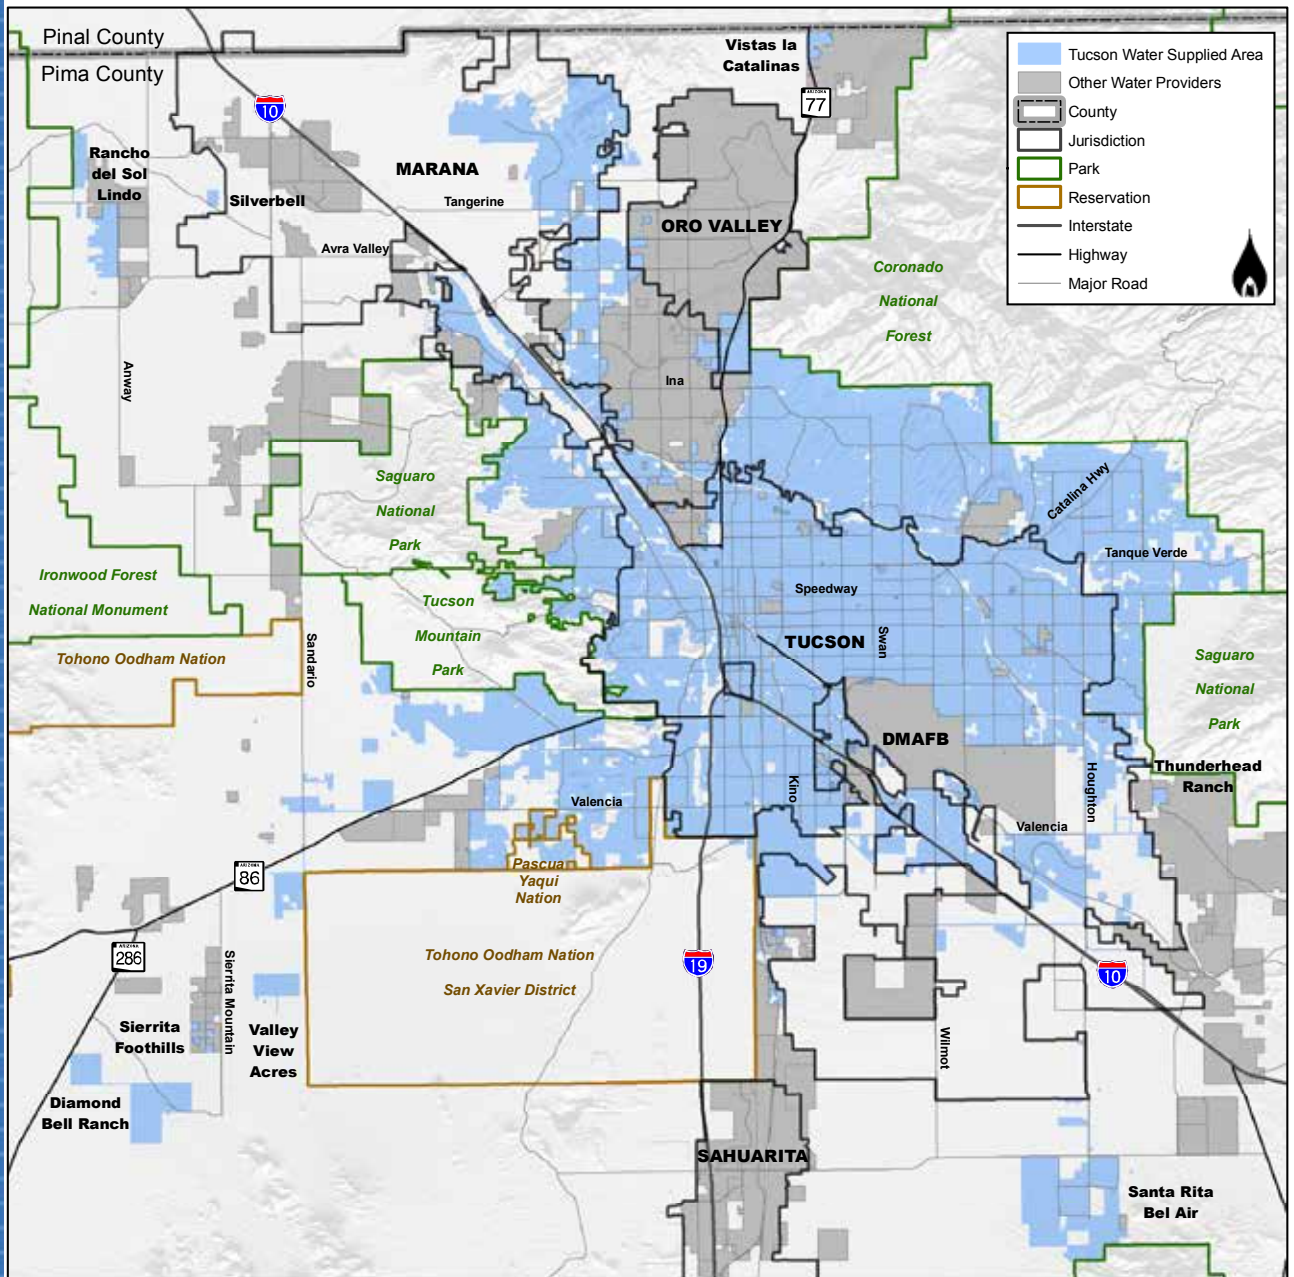 Pinal County
Pima County
Vistas la
Catalinas
ARIZONA
77
10
Tucson Water Supplied Area
Other Water Providers
County
Jurisdiction
Park
Reservation
Interstate
Highway
Major Road
Rancho
del Sol
Lindo
Silverbell
MARANA
Tangerine
Avra Valley
ORO VALLEY
Coronado
National
Forest
Anway
Ina
Saguaro
National
Park
Catalina Hwy
Tanque Verde
Ironwood Forest
National Monument
Tucson
Mountain
Park
Speedway
TUCSON
Swan
Saguaro
National
Park
Tohono Oodham Nation
Sandario
DMAFB
Thunderhead
Ranch
Houghton
Kino
Valencia
Valencia
Pascua
Yaqui
Nation
ARIZONA
86
ARIZONA
286
Tohono Oodham Nation
San Xavier District
19
10
Sierrita Mountain
Sierrita
Foothills
Valley
View
Acres
Wilmot
Diamond
Bell Ranch
SAHUARITA
Santa Rita
Bel Air